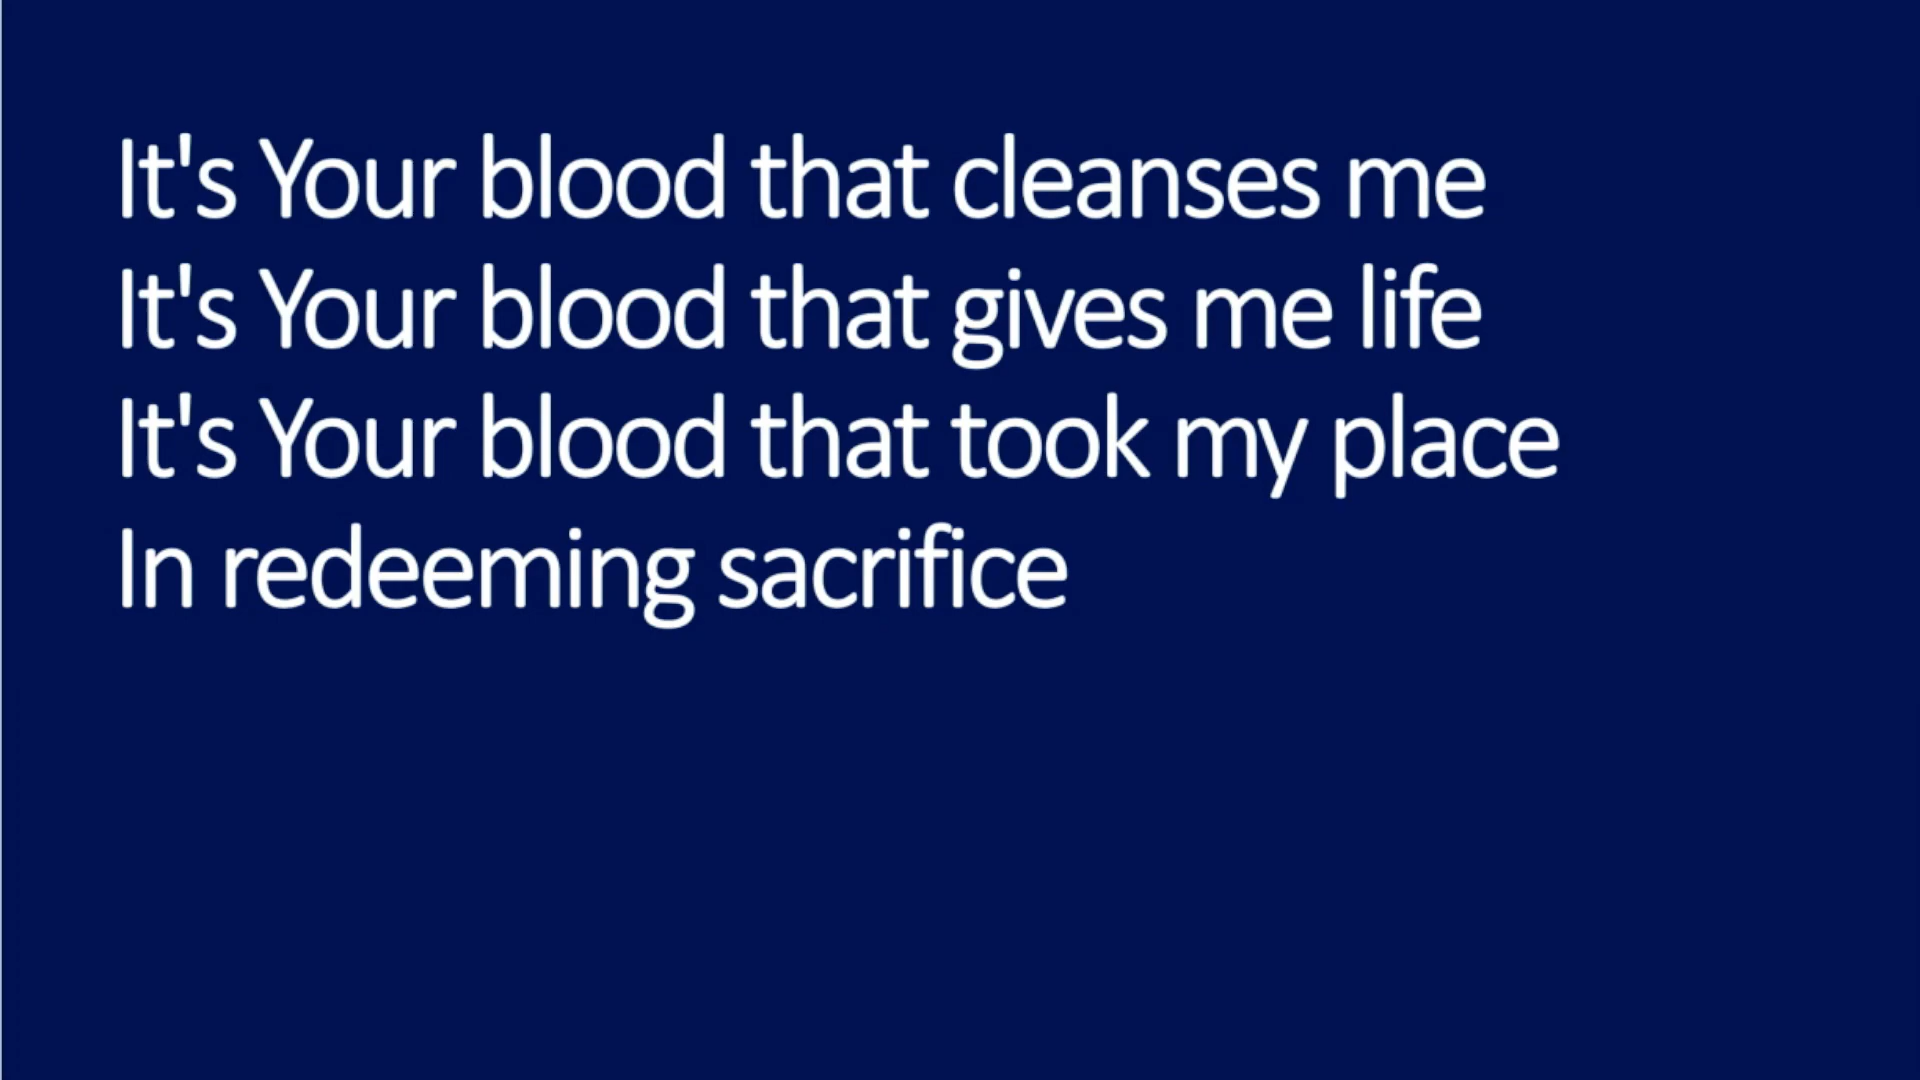 It's Your blood that cleanses me
It's Your blood that gives me life
It's Your blood that took my place
In redeeming sacrifice